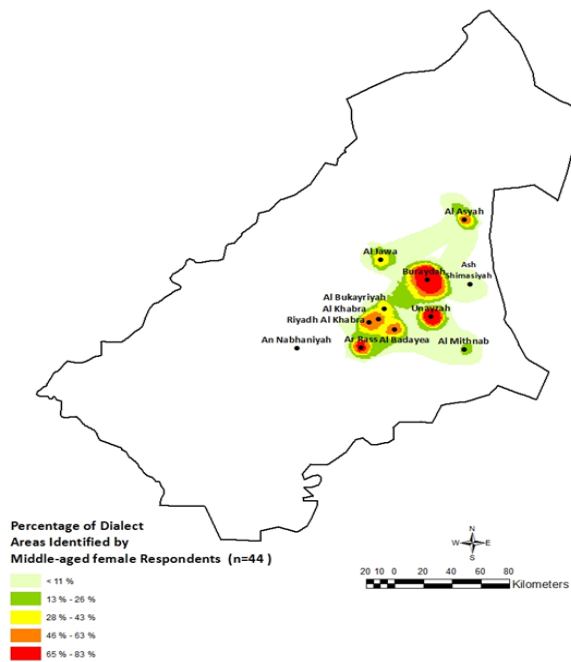 Al Asyah
Al Jawa
Ash
Buraydah
Shimasiyah
Al Bukayriyah
Al Khabra
Unayzah
Riyadh Al Khabra
An Nabhaniyah
Ar Rass
Al Badayea
Al Mithnab
Percentage of Dialect
Areas Identified by
Middle-aged female Respondents (n=44 )
< 11 %
13 % - 26 %
28 % - 43 %
46 % - 63 %
65 % - 83 %
N
W E
S
20 10 0 20 40 60 80
Kilometers